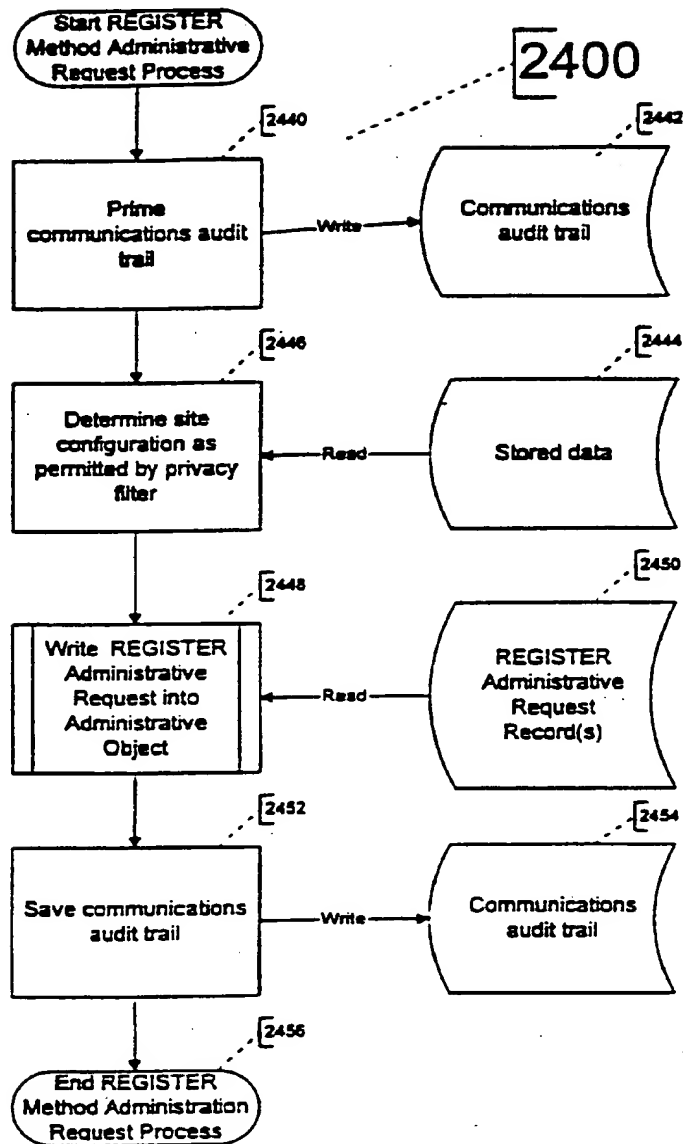 Start REGISTER
Method Administrative
Request Process
2400
2440
2442
Prime
communications audit
trail
Write
Communications
audit trail
2446
2444
Determine site
configuration as
permitted by privacy
filter
Read
Stored data
2448
2450
Write REGISTER
Administrative
Request into
Administrative
Object
Read
REGISTER
Administrative
Request
Record(s)
2452
2454
Save communications
audit trail
Write
Communications
audit trail
2456
End REGISTER
Method Administration
Request Process